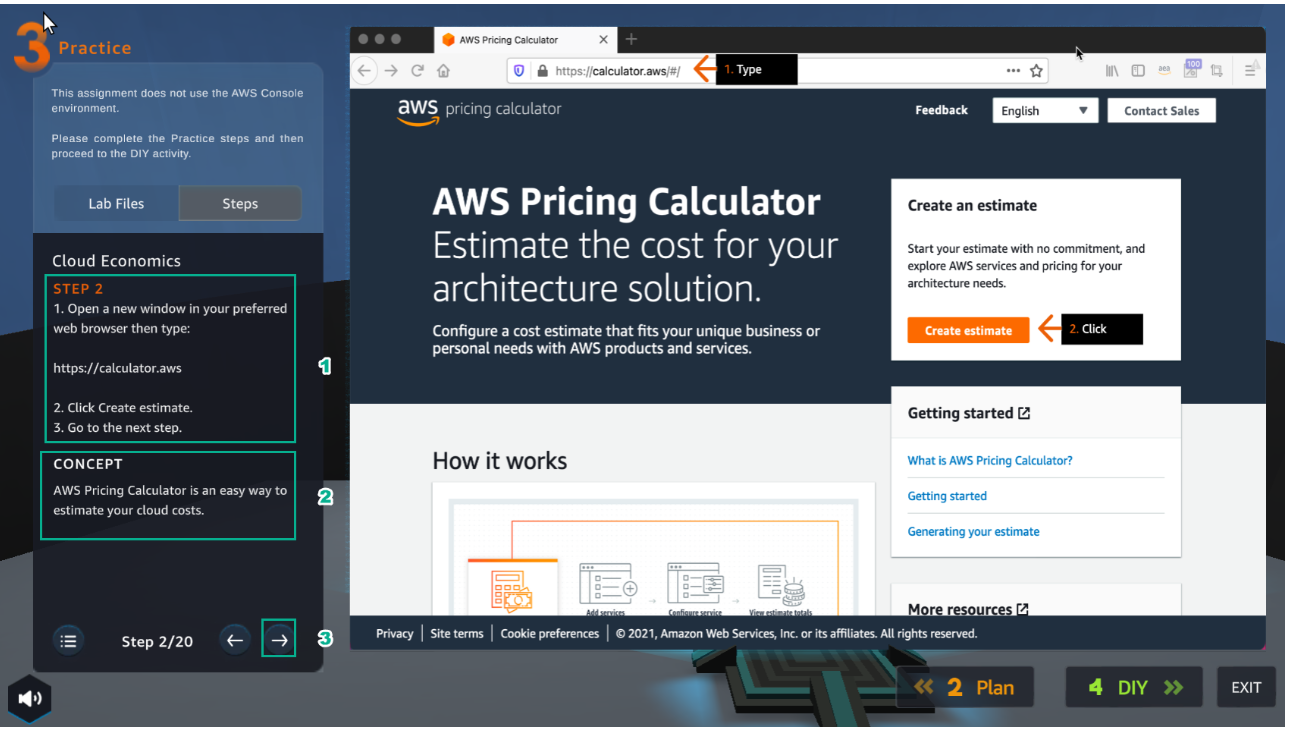 3 Practice
This assignment does not use the AWS Console
environment.
Please complete the Practice steps and then
proceed to the DIY activity.
Lab Files
Steps
Cloud Economics
STEP 2
1. Open a new window in your preferred
web browser then type:
https://calculator.aws
2. Click Create estimate.
3. Go to the next step.
1
CONCEPT
AWS Pricing Calculator is an easy way to
estimate your cloud costs.
2
Step 2/20
3
AWS Pricing Calculator
https://calculator.aws/#/
1. Type
100
aws pricing calculator
Feedback
English
Contact Sales
AWS Pricing Calculator
Estimate the cost for your
architecture solution.
Configure a cost estimate that fits your unique business or
personal needs with AWS products and services.
Create an estimate
Start your estimate with no commitment, and
explore AWS services and pricing for your
architecture needs.
Create estimate
2. Click
Getting started
What is AWS Pricing Calculator?
Getting started
Generating your estimate
How it works
Add services
Configure service
View estimate totals
More resources
Privacy | Site terms | Cookie preferences | © 2021, Amazon Web Services, Inc. or its affiliates. All rights reserved.
2 Plan
4 DIY
EXIT